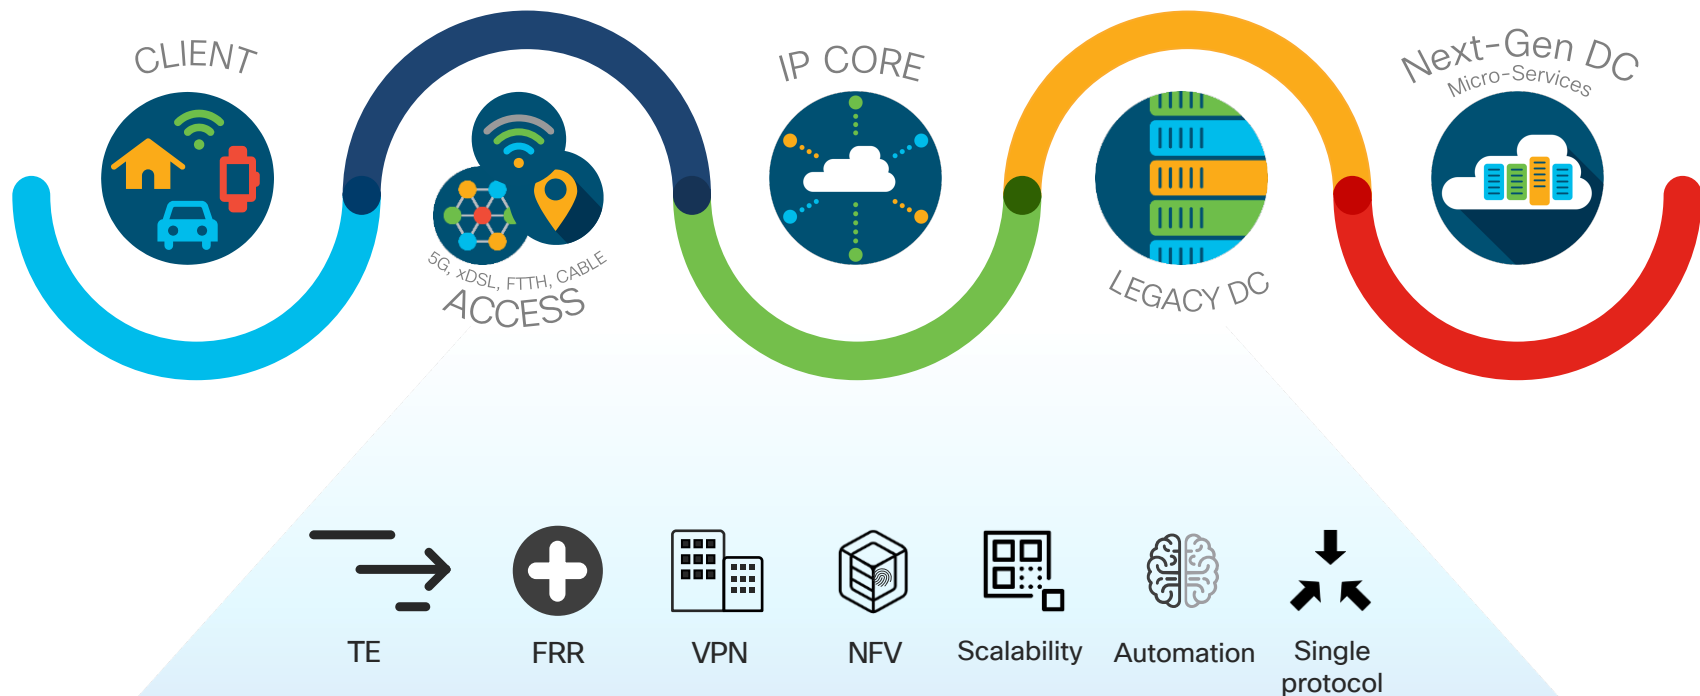 CLIENT
5G, xDSL, FTTH, CABLE
ACCESS
IP CORE
LEGACY DC
Next-Gen DC
Micro-Services
TE
FRR
VPN
NFV
Scalability
Automation
Single
protocol